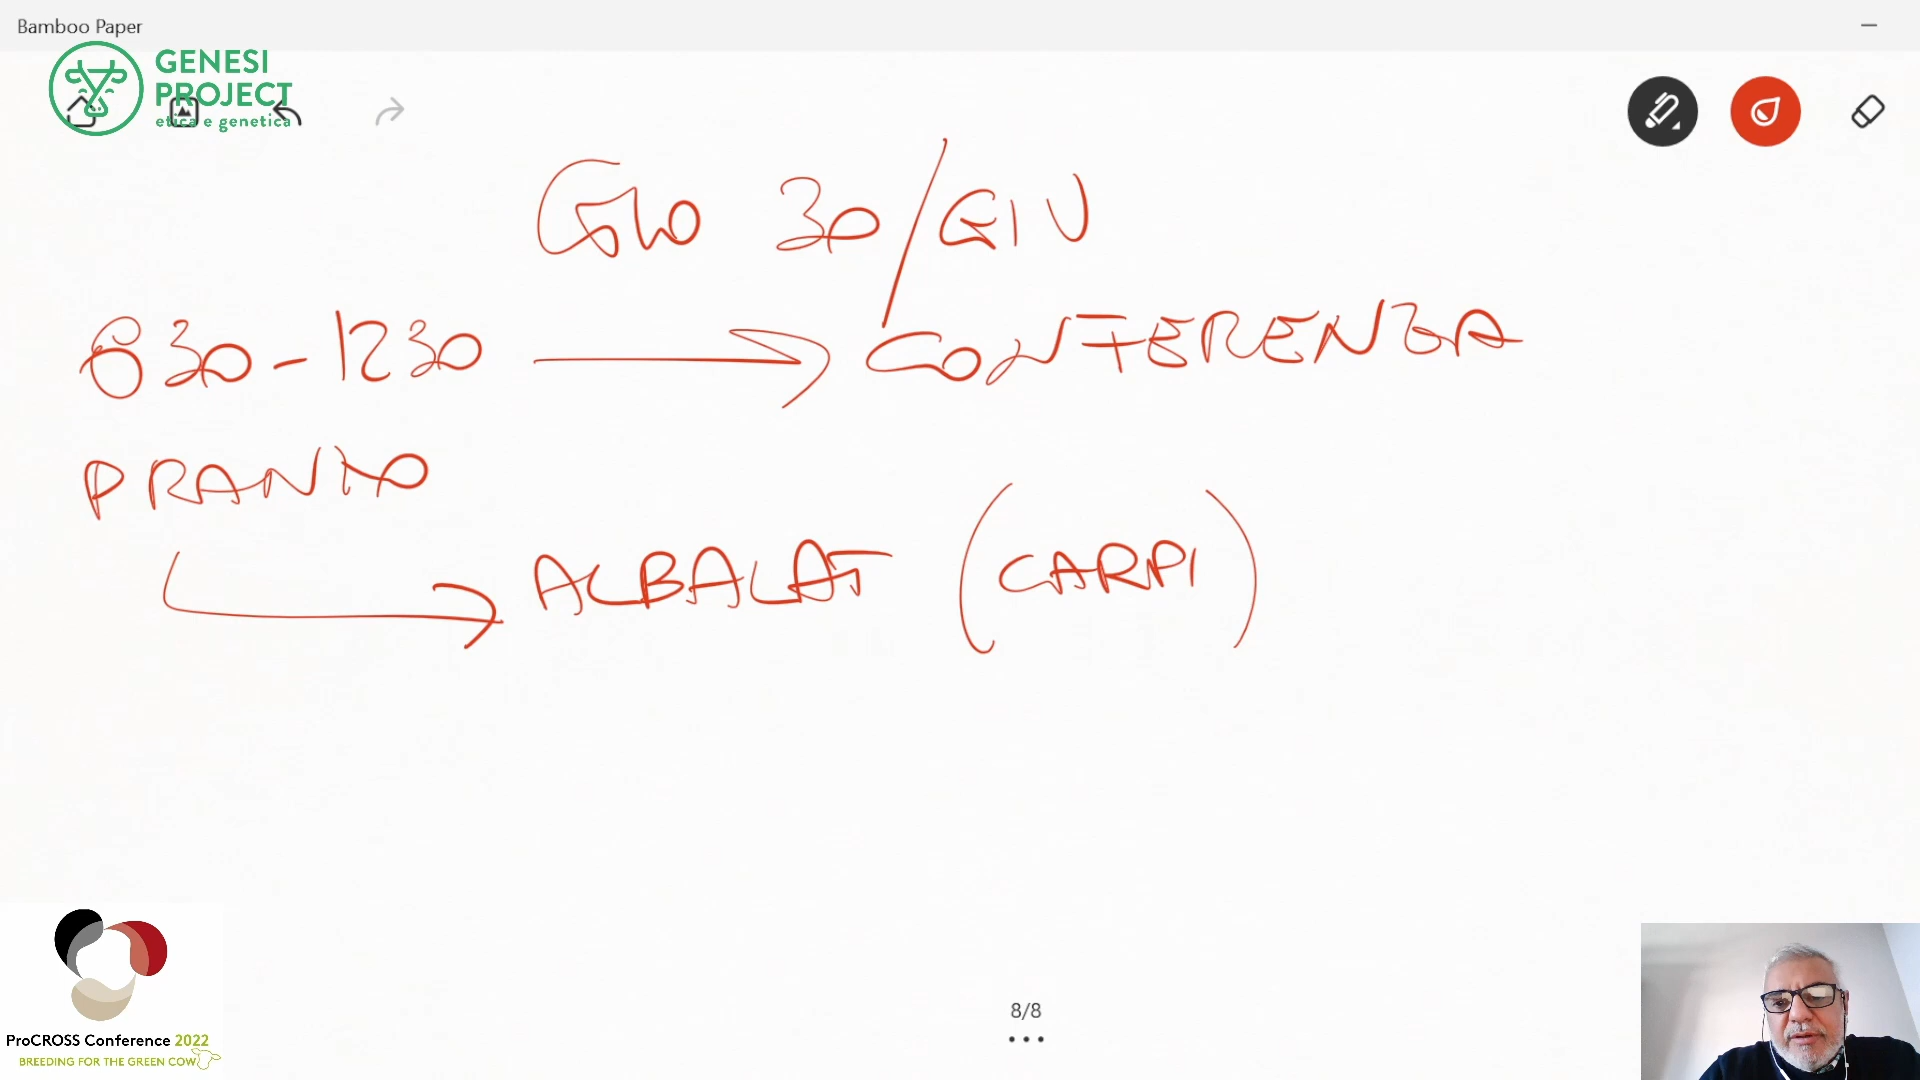 Bamboo Paper
GENESI
PROJECT
etica e genetica
GIO 30/GIU
830-1230 CONFERENZA
PRANZO
ALBALAT (CARPI)
8/8
ProCROSS Conference 2022
BREEDING FOR THE GREEN COW